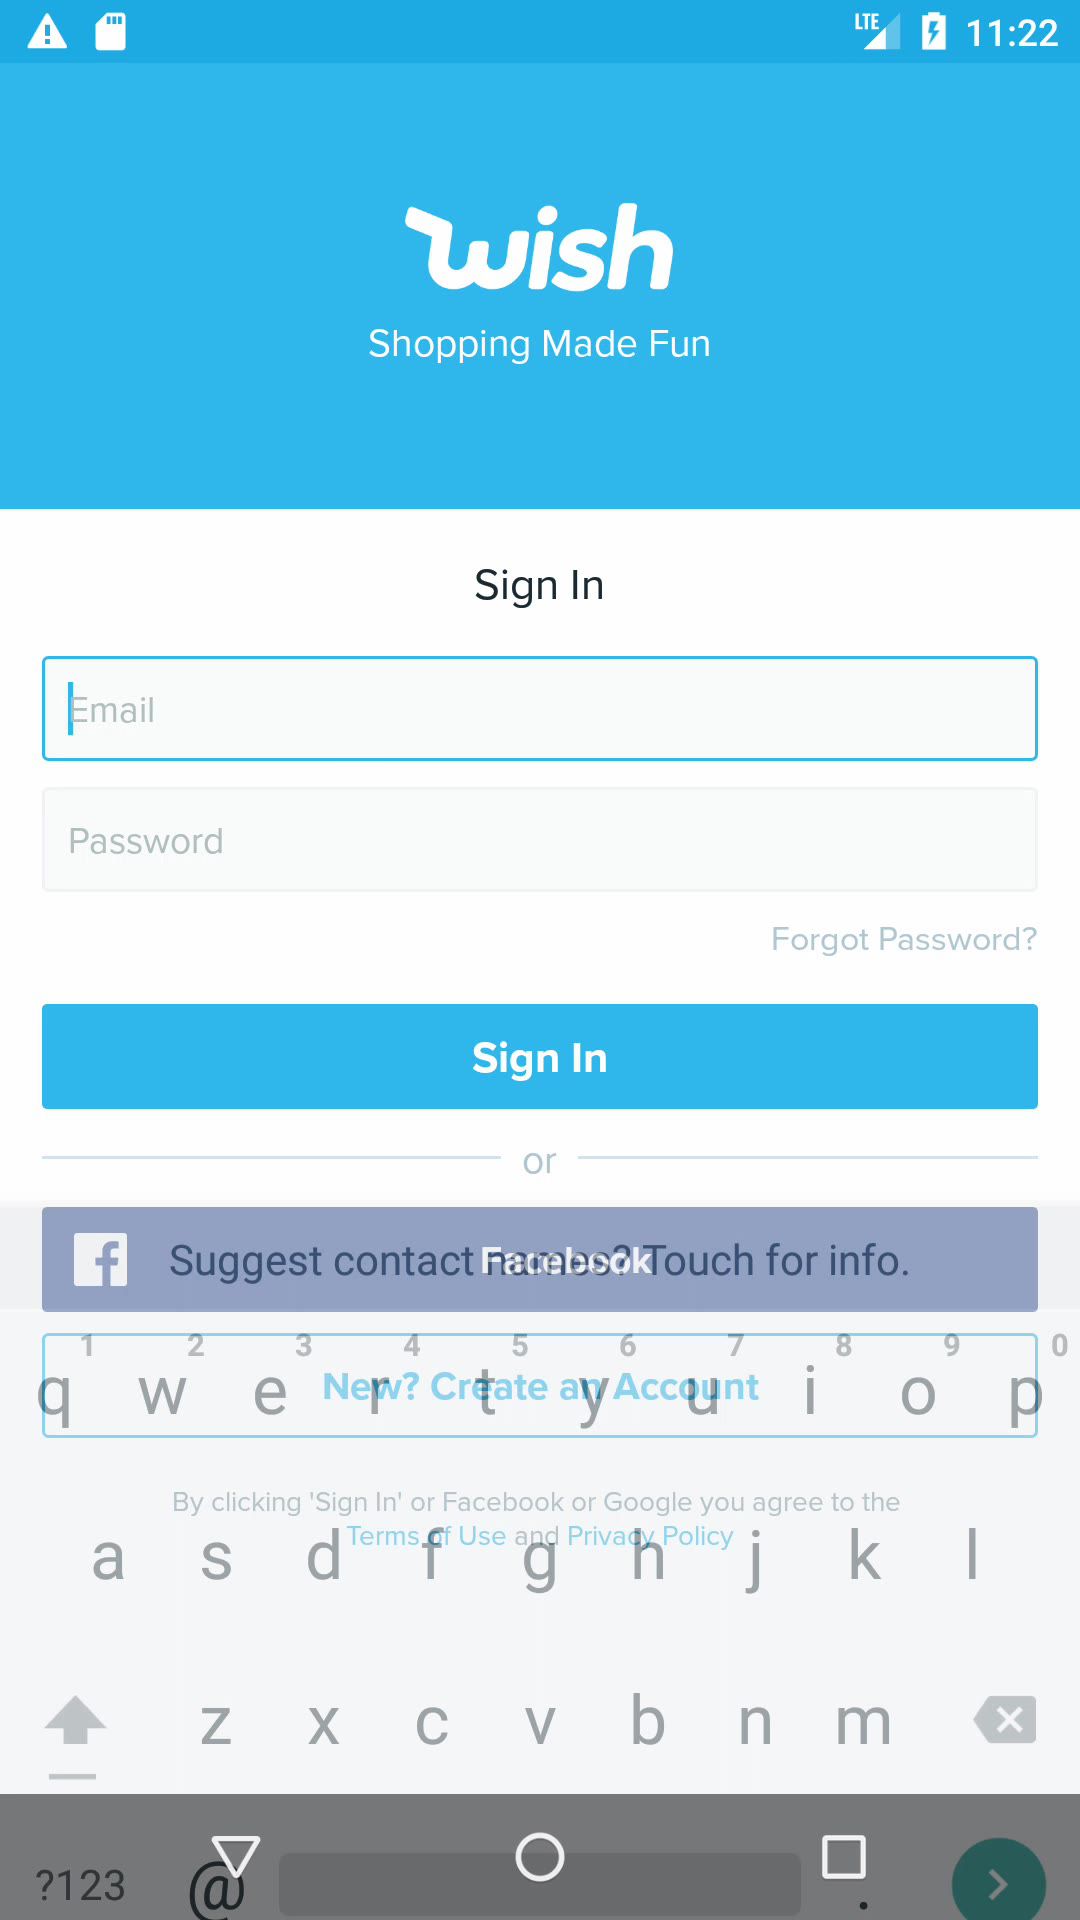 LTE 11:22
wish
Shopping Made Fun
Sign In
Email
Password
Forgot Password?
Sign In
or
Facebook
Suggest contact names? Touch for info.
1 2 3 4 5 6 7 8 9 0
q w e r t y u i o p
New? Create an Account
By clicking 'Sign In' or Facebook or Google you agree to the
Terms of Use and Privacy Policy
a s d f g h j k l
z x c v b n m
?123 @ .